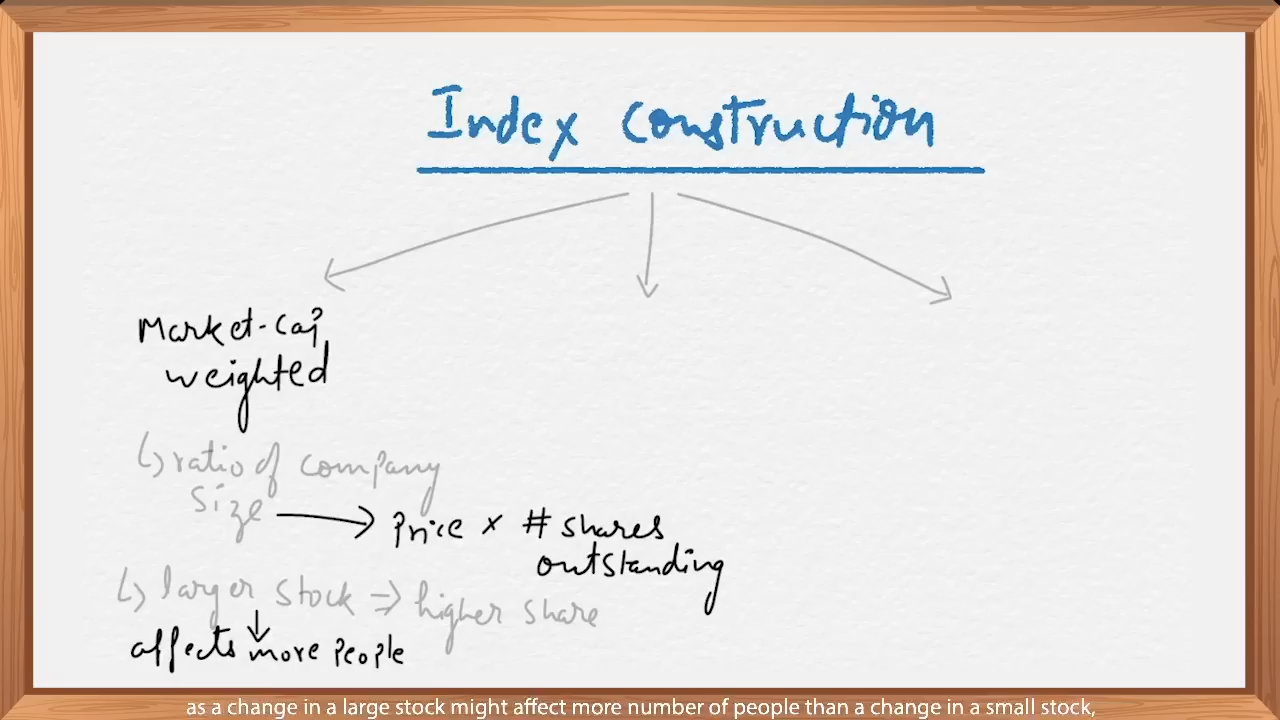 Index Construction
Market-Cap
weighted
ratio of company
size → Price × # shares
outstanding
larger stock ⇒ higher share
affects more people
as a change in a large stock might affect more number of people than a change in a small stock,